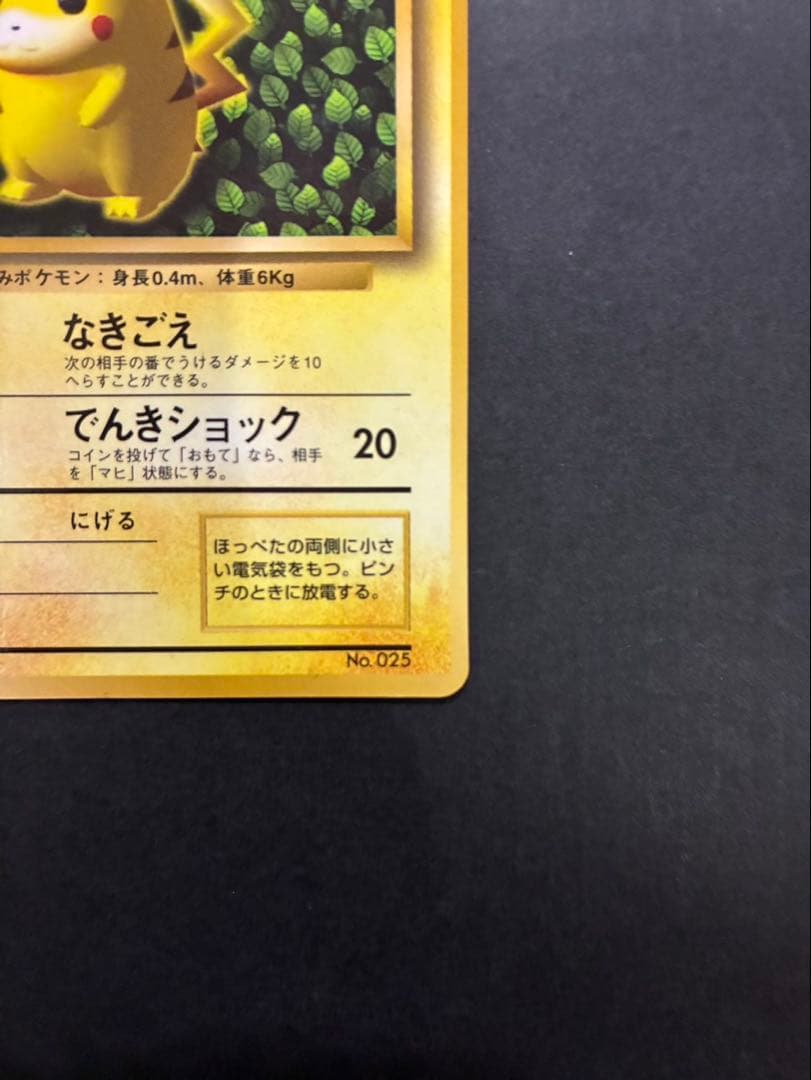 みポケモン：身長0.4m、体重6Kg
なきごえ
次の相手の番でうけるダメージを10
へらすことができる。
でんきショック 20
コインを投げて「おもて」なら、相手
を「マヒ」状態にする。
にげる
ほっぺたの両側に小さ
い電気袋をもつ。ピン
チのときに放電する。
No. 025